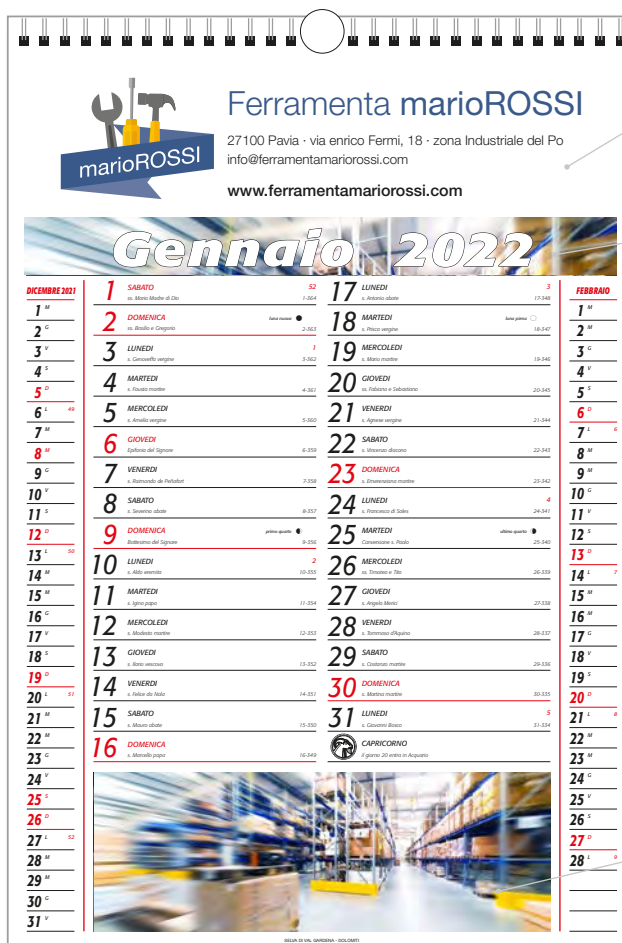 marioROSSI
Ferramenta marioROSSI
27100 Pavia · via enrico Fermi, 18 · zona Industriale del Po
info@ferramentamariorossi.com
www.ferramentamariorossi.com
Gennaio 2022
DICEMBRE 2021
1 M
2 G
3 V
4 S
5 D
6 L 49
7 M
8 M
9 G
10 V
11 S
12 D
13 L 50
14 M
15 M
16 G
17 V
18 S
19 D
20 L 51
21 M
22 M
23 G
24 V
25 S
26 D
27 L 52
28 M
29 M
30 G
31 V
1 SABATO 52
ss. Maria Madre di Dio 1-364
2 DOMENICA luna nuova
ss. Basilio e Gregorio 2-363
3 LUNEDI 1
s. Genoveffa vergine 3-362
4 MARTEDI
s. Fausta martire 4-361
5 MERCOLEDI
s. Amelia vergine 5-360
6 GIOVEDI
Epifania del Signore 6-359
7 VENERDI
s. Raimondo de Peñafort 7-358
8 SABATO
s. Severino abate 8-357
9 DOMENICA primo quarto
Battesimo del Signore 9-356
10 LUNEDI 2
s. Aldo eremita 10-355
11 MARTEDI
s. Igino papa 11-354
12 MERCOLEDI
s. Modesto martire 12-353
13 GIOVEDI
s. Ilario vescovo 13-352
14 VENERDI
s. Felice da Nola 14-351
15 SABATO
s. Mauro abate 15-350
16 DOMENICA
s. Marcello papa 16-349
17 LUNEDI 3
s. Antonio abate 17-348
18 MARTEDI luna piena
s. Prisca vergine 18-347
19 MERCOLEDI
s. Mario martire 19-346
20 GIOVEDI
ss. Fabiano e Sebastiano 20-345
21 VENERDI
s. Agnese vergine 21-344
22 SABATO
s. Vincenzo diacono 22-343
23 DOMENICA
s. Emerenziana martire 23-342
24 LUNEDI 4
s. Francesco di Sales 24-341
25 MARTEDI ultimo quarto
Conversione s. Paolo 25-340
26 MERCOLEDI
ss. Timoteo e Tito 26-339
27 GIOVEDI
s. Angela Merici 27-338
28 VENERDI
s. Tommaso d'Aquino 28-337
29 SABATO
s. Costanzo martire 29-336
30 DOMENICA
s. Martina martire 30-335
31 LUNEDI 5
s. Giovanni Bosco 31-334
CAPRICORNO
il giorno 20 entra in Acquario
FEBBRAIO
1 M
2 M
3 G
4 V
5 S
6 D
7 L 6
8 M
9 M
10 G
11 V
12 S
13 D
14 L 7
15 M
16 M
17 G
18 V
19 S
20 D
21 L 8
22 M
23 M
24 G
25 V
26 S
27 D
28 L 9
SELVA DI VAL GARDENA - DOLOMITI